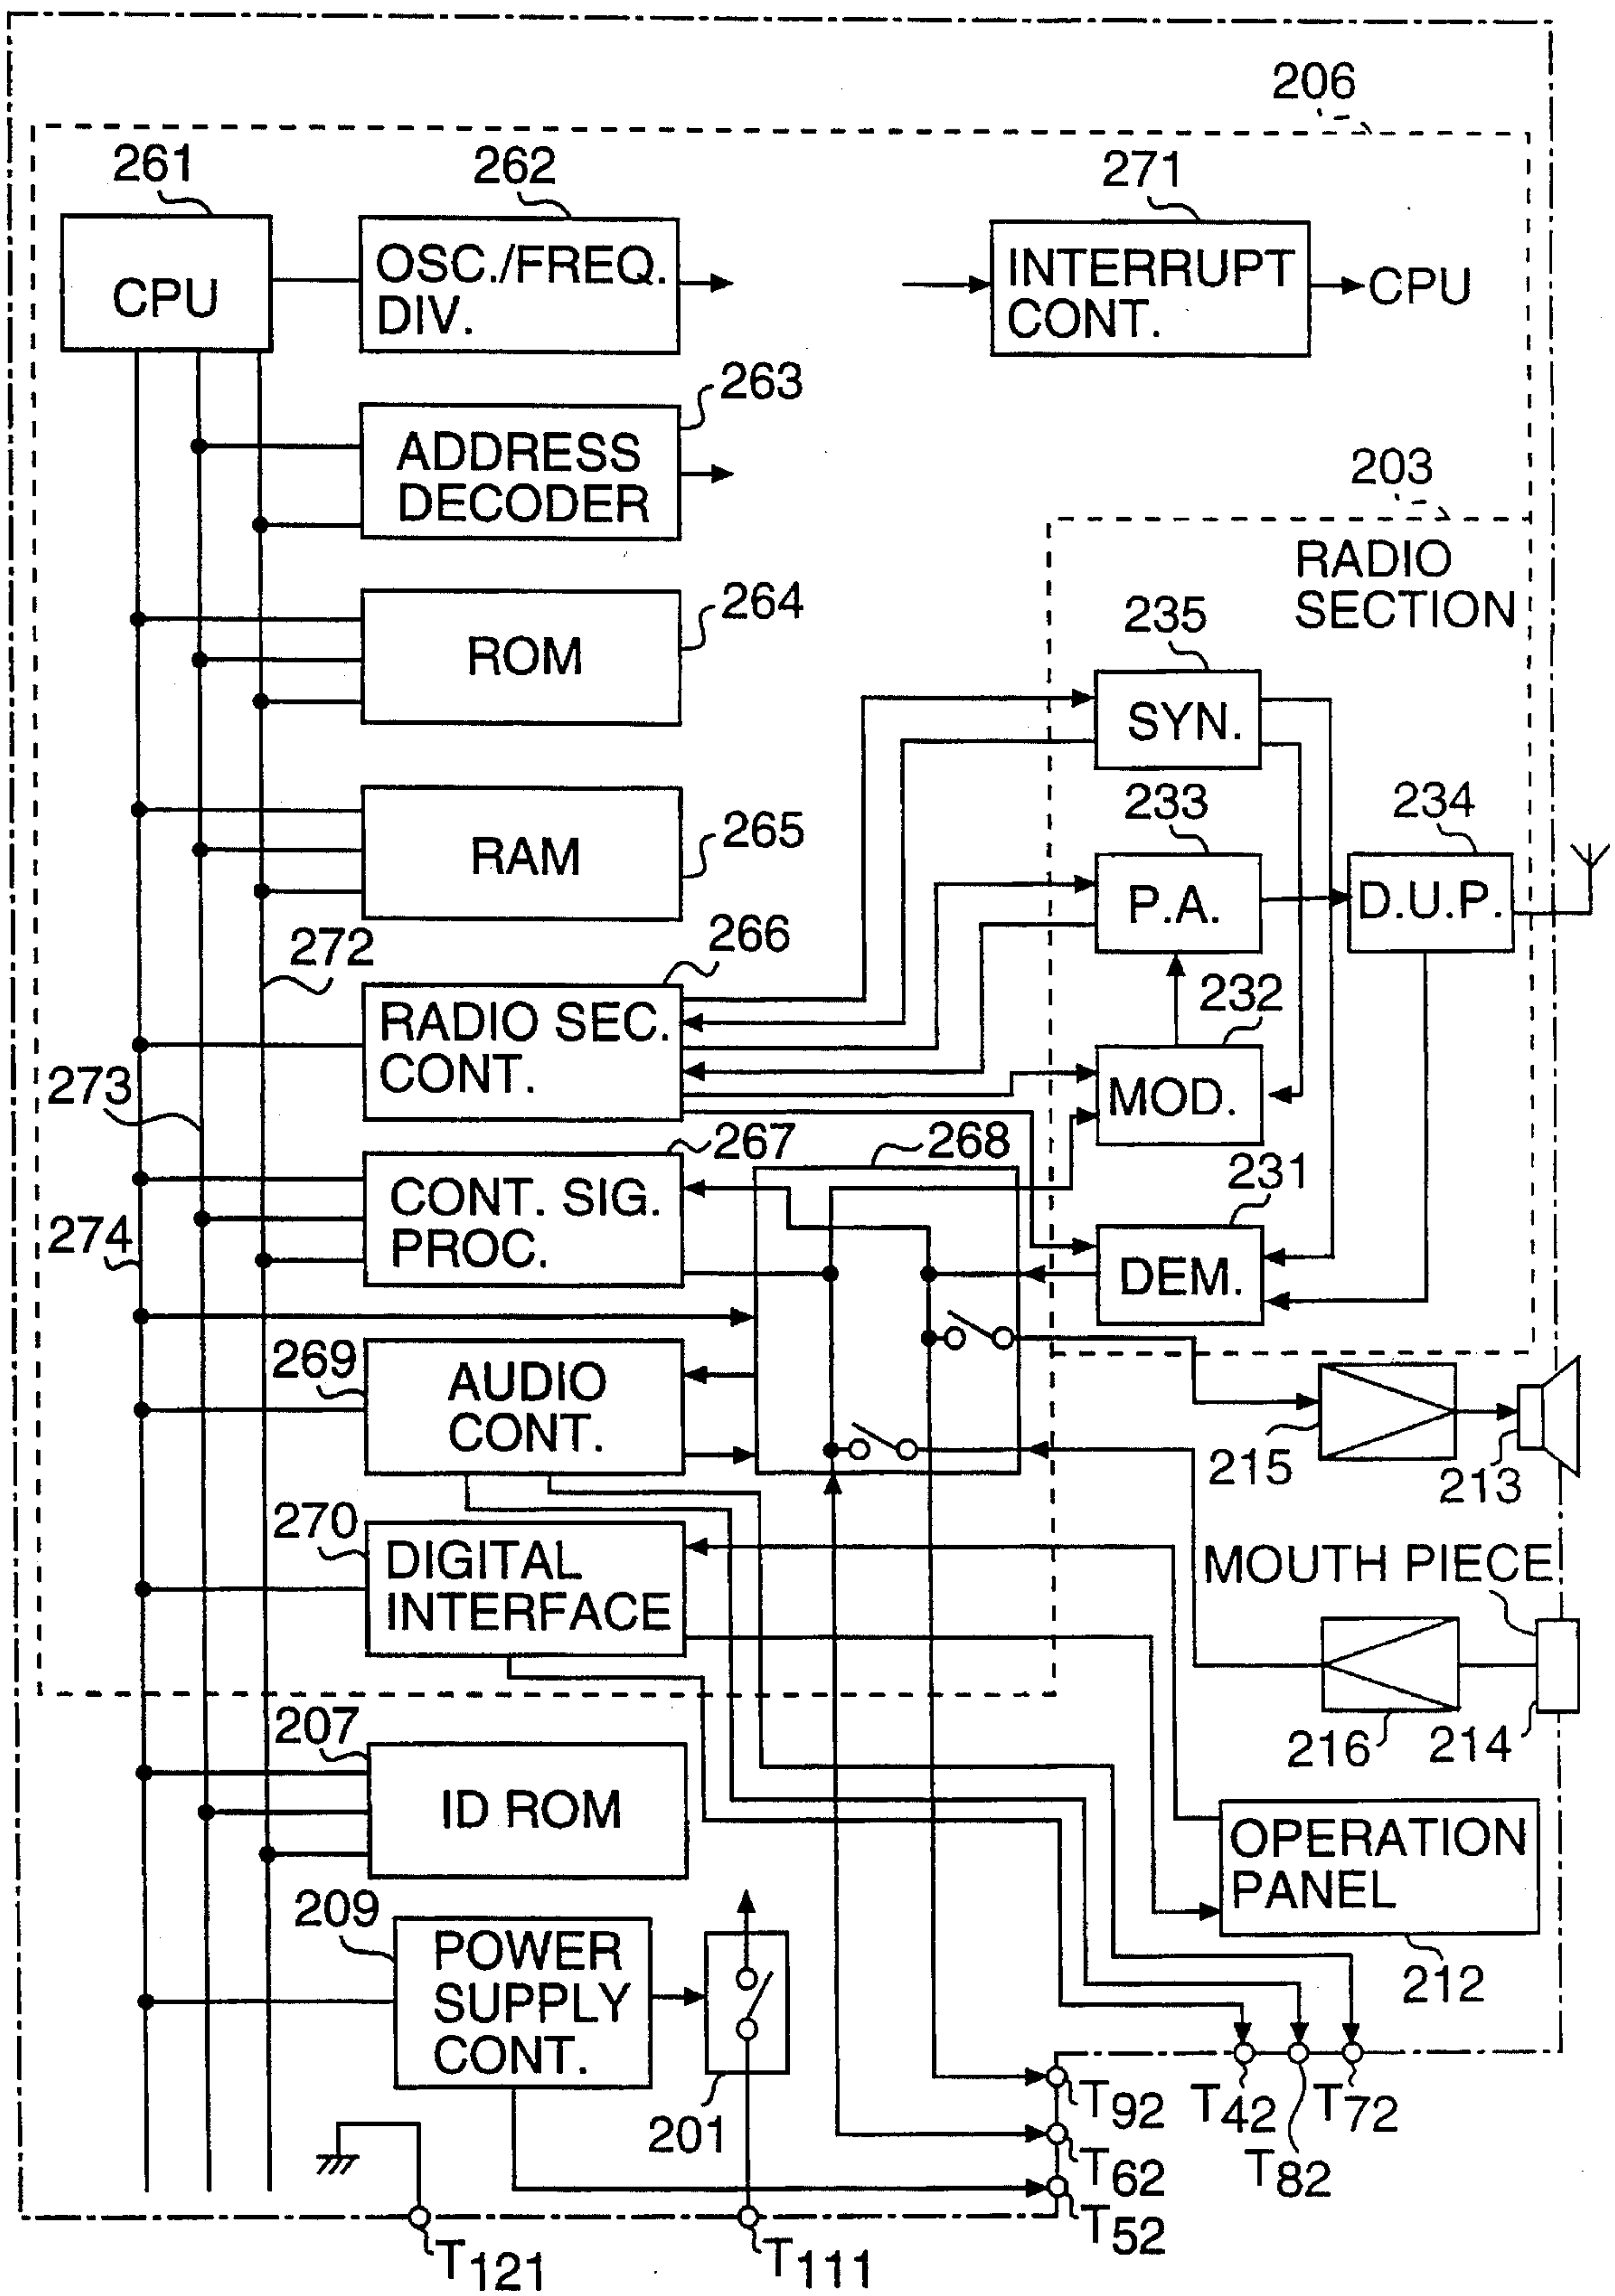 206
261
262
271
CPU
OSC./FREQ.
DIV.
INTERRUPT
CONT.
CPU
263
ADDRESS
DECODER
203
RADIO
SECTION
264
ROM
235
SYN.
265
RAM
233
234
P.A.
D.U.P.
272
266
RADIO SEC.
CONT.
232
MOD.
273
267
268
231
CONT. SIG.
PROC.
274
DEM.
269
AUDIO
CONT.
215
213
270
DIGITAL
INTERFACE
MOUTH PIECE
216
214
207
ID ROM
OPERATION
PANEL
209
POWER
SUPPLY
CONT.
212
201
T92
T42
T72
T62
T82
T52
T121
T111